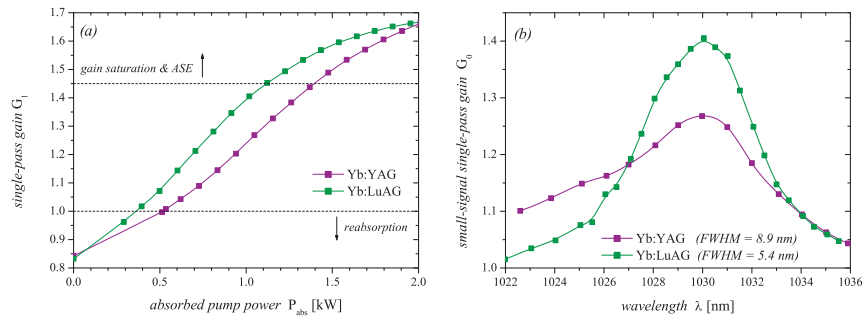 (a)
gain saturation & ASE
Yb:YAG
Yb:LuAG
reabsorption
single-pass gain G₁
1.7
1.6
1.5
1.4
1.3
1.2
1.1
1.0
0.9
0.8
0.0
0.5
1.0
1.5
2.0
absorbed pump power P_abs [kW]
(b)
Yb:YAG (FWHM = 8.9 nm)
Yb:LuAG (FWHM = 5.4 nm)
small-signal single-pass gain G₀
1.4
1.3
1.2
1.1
1.0
1022
1024
1026
1028
1030
1032
1034
1036
wavelength λ [nm]